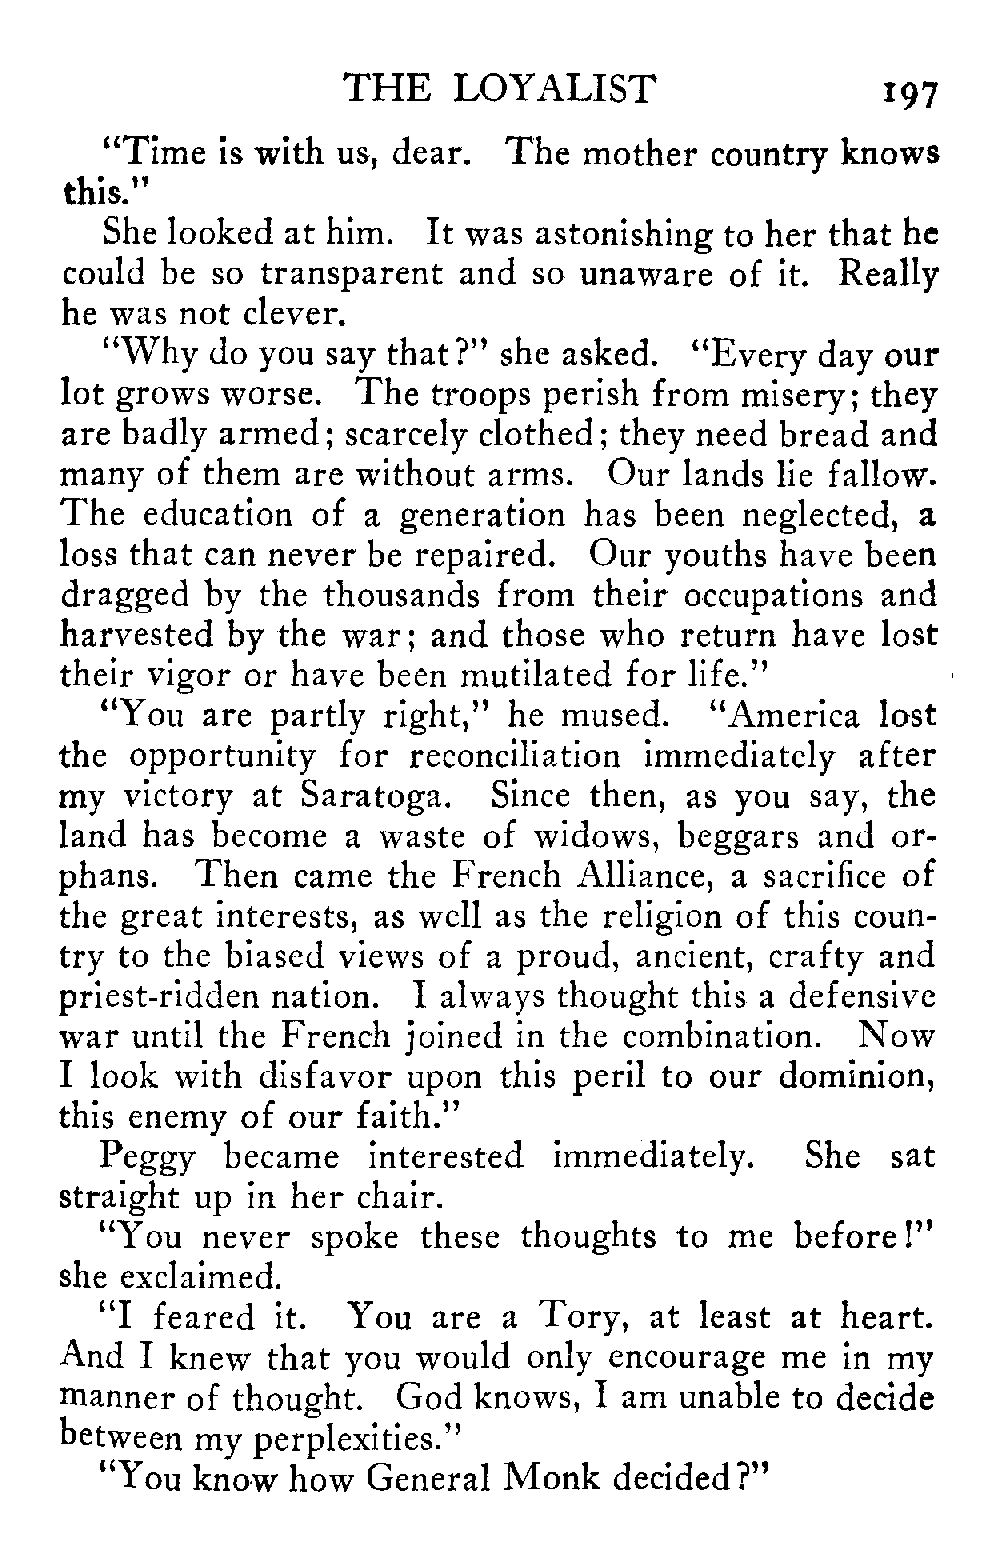 THE LOYALIST 197
"Time is with us, dear. The mother country knows
this."
She looked at him. It was astonishing to her that he
could be so transparent and so unaware of it. Really
he was not clever.
"Why do you say that?" she asked. "Every day our
lot grows worse. The troops perish from misery; they
are badly armed; scarcely clothed; they need bread and
many of them are without arms. Our lands lie fallow.
The education of a generation has been neglected, a
loss that can never be repaired. Our youths have been
dragged by the thousands from their occupations and
harvested by the war; and those who return have lost
their vigor or have been mutilated for life."
"You are partly right," he mused. "America lost
the opportunity for reconciliation immediately after
my victory at Saratoga. Since then, as you say, the
land has become a waste of widows, beggars and or-
phans. Then came the French Alliance, a sacrifice of
the great interests, as well as the religion of this coun-
try to the biased views of a proud, ancient, crafty and
priest-ridden nation. I always thought this a defensive
war until the French joined in the combination. Now
I look with disfavor upon this peril to our dominion,
this enemy of our faith."
Peggy became interested immediately. She sat
straight up in her chair.
"You never spoke these thoughts to me before!"
she exclaimed.
"I feared it. You are a Tory, at least at heart.
And I knew that you would only encourage me in my
manner of thought. God knows, I am unable to decide
between my perplexities."
"You know how General Monk decided?"